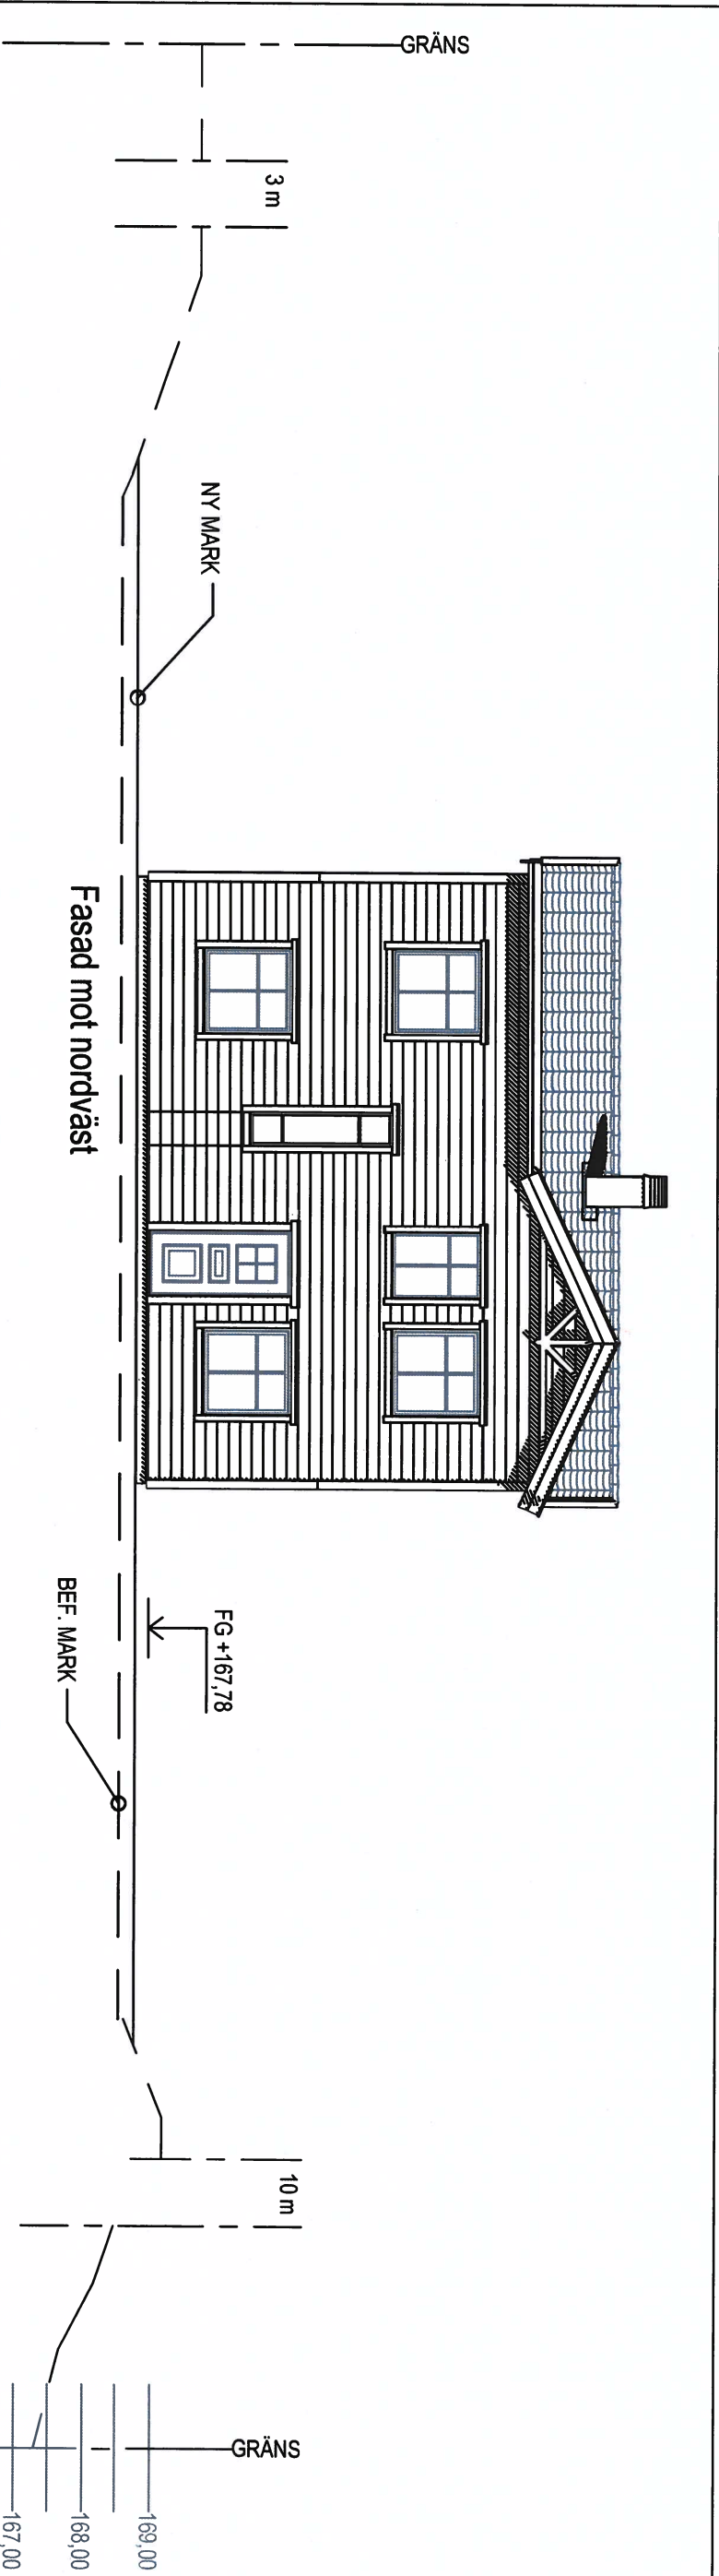 GRÄNS
3 m
NY MARK
Fasad mot nordväst
FG +167,78
BEF. MARK
10 m
GRÄNS
169,00
168,00
167,00